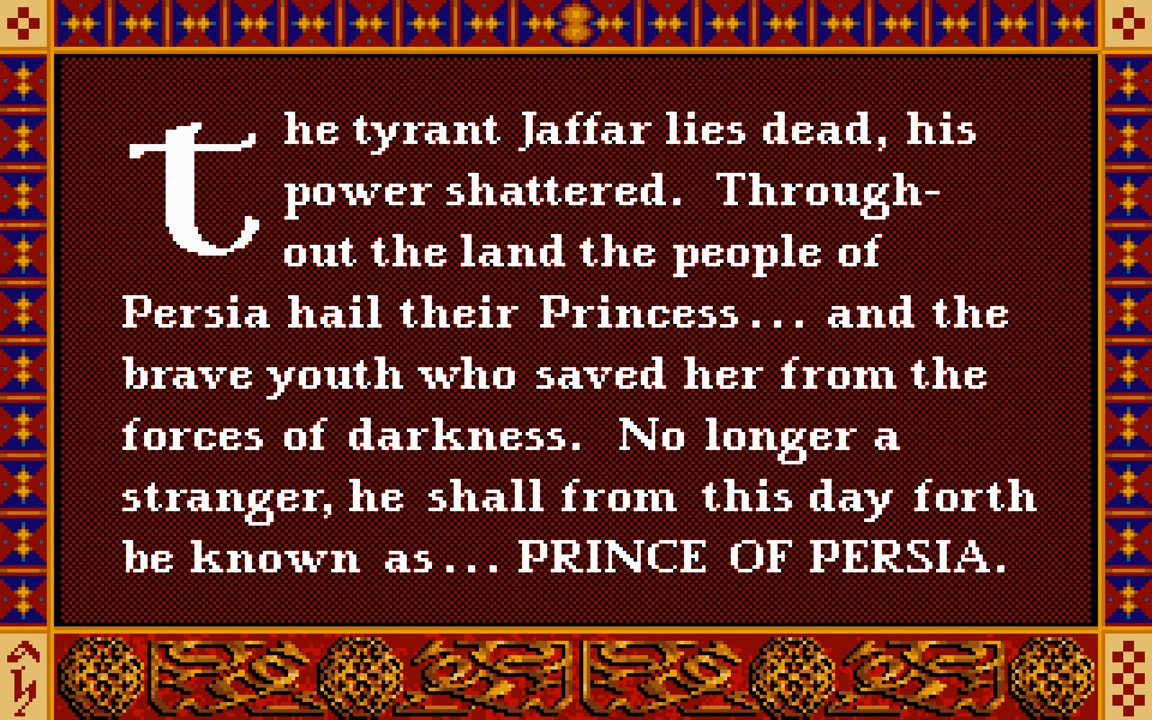 the tyrant Jaffar lies dead, his
power shattered. Through-
out the land the people of
Persia hail their Princess... and the
brave youth who saved her from the
forces of darkness. No longer a
stranger, he shall from this day forth
be known as... PRINCE OF PERSIA.